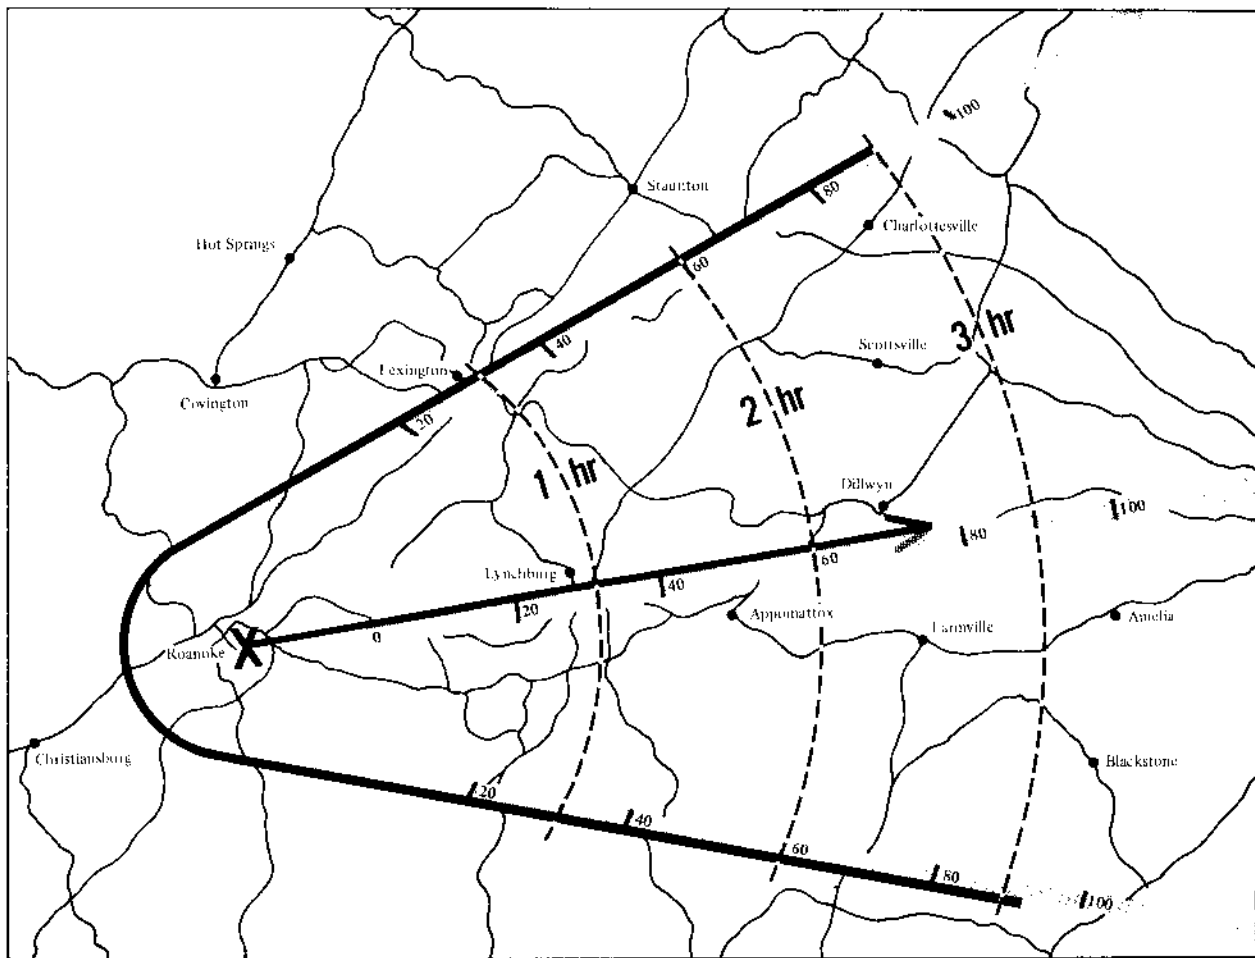 100
Staunton
80
Charlottesville
Hot Springs
60
3 hr
40
Scottsville
Lexington
Covington
2 hr
20
1 hr
Dillwyn
100
80
60
Lynchburg
40
20
Appomattox
Amelia
0
Farmville
Roanoke
X
Christiansburg
Blackstone
20
40
60
80
100